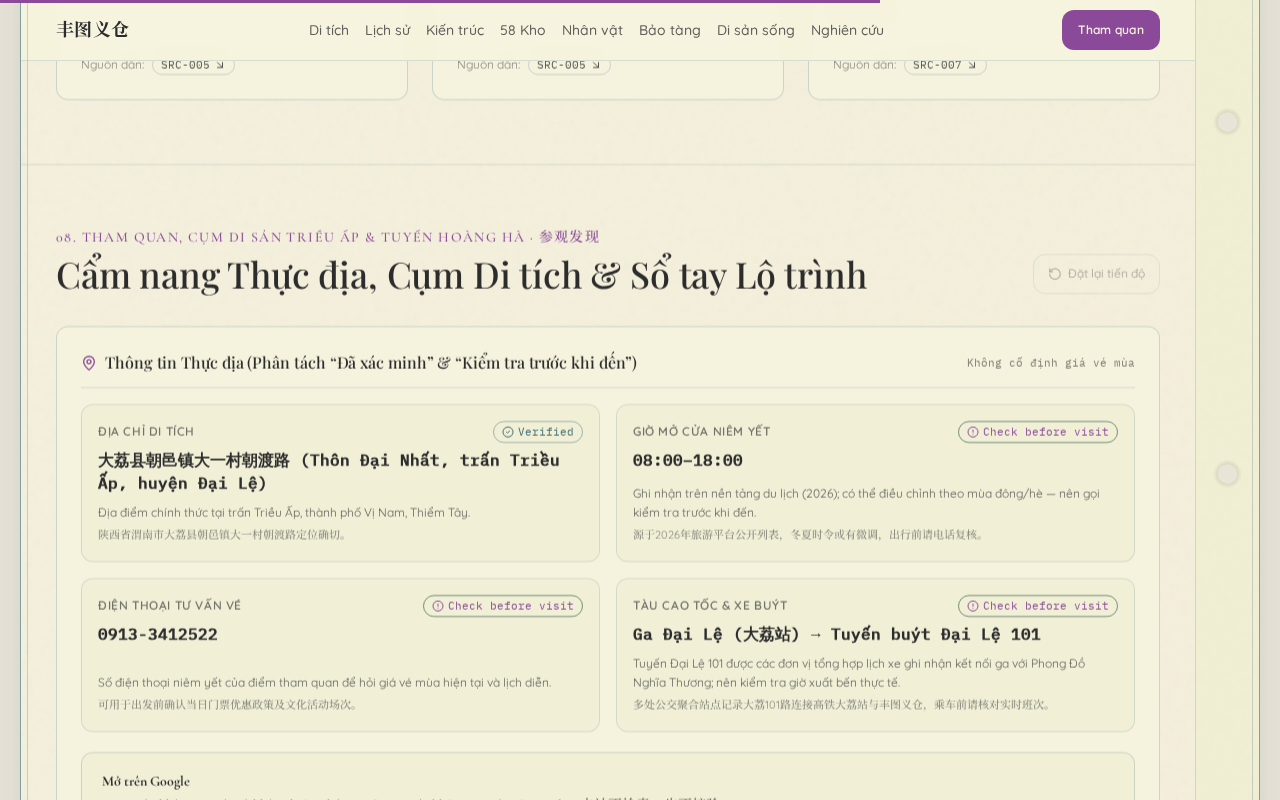 丰图义仓
Di tích Lịch sử Kiến trúc 58 Kho Nhân vật Bảo tàng Di sản sống Nghiên cứu
Tham quan
Nguồn dẫn: SRC-005 ⇲
Nguồn dẫn: SRC-005 ⇲
Nguồn dẫn: SRC-007 ⇲
08. THAM QUAN, CỤM DI SẢN TRIỀU ẤP & TUYẾN HOÀNG HÀ · 参观发现
Cẩm nang Thực địa, Cụm Di tích & Sổ tay Lộ trình
Đặt lại tiến độ
Thông tin Thực địa (Phân tách “Đã xác minh” & “Kiểm tra trước khi đến”)
Không cố định giá vé mùa
ĐỊA CHỈ DI TÍCH
Verified
大荔县朝邑镇大一村朝渡路 (Thôn Đại Nhất, trấn Triều
Ấp, huyện Đại Lệ)
Địa điểm chính thức tại trấn Triều Ấp, thành phố Vị Nam, Thiểm Tây.
陕西省渭南市大荔县朝邑镇大一村朝渡路定位确切。
GIỜ MỞ CỬA NIÊM YẾT
Check before visit
08:00–18:00
Ghi nhận trên nền tảng du lịch (2026); có thể điều chỉnh theo mùa đông/hè — nên gọi
kiểm tra trước khi đến.
源于2026年旅游平台公开列表，冬夏时令或有微调，出行前请电话复核。
ĐIỆN THOẠI TƯ VẤN VÉ
Check before visit
0913-3412522
Số điện thoại niêm yết của điểm tham quan để hỏi giá vé mùa hiện tại và lịch diễn.
可用于出发前确认当日门票优惠政策及文化活动场次。
TÀU CAO TỐC & XE BUÝT
Check before visit
Ga Đại Lệ (大荔站) → Tuyến buýt Đại Lệ 101
Tuyến Đại Lệ 101 được các đơn vị tổng hợp lịch xe ghi nhận kết nối ga với Phong Đồ
Nghĩa Thương; nên kiểm tra giờ xuất bến thực tế.
多处公交聚合站点记录大荔101路连接高铁大荔站与丰图义仓，乘车前请核对实时班次。
Mở trên Google